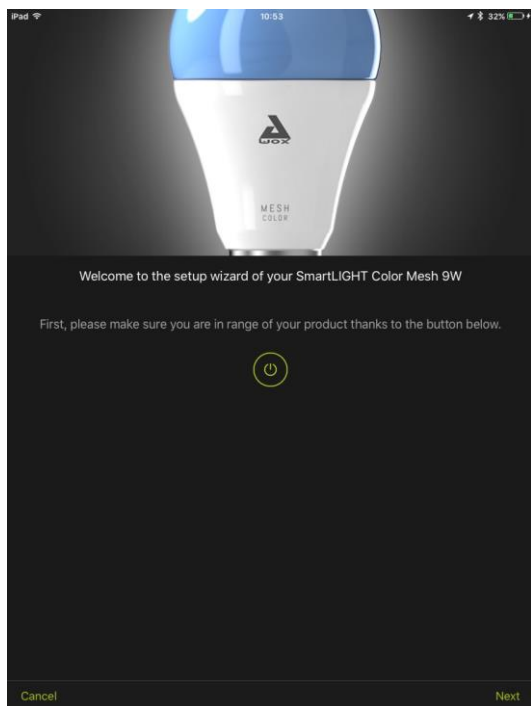 iPad 10:53 32%
AWOX
MESH
COLOR
Welcome to the setup wizard of your SmartLIGHT Color Mesh 9W
First, please make sure you are in range of your product thanks to the button below.
Cancel Next